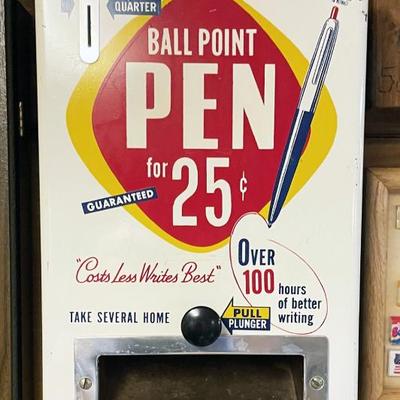 QUARTER
BALL POINT
PEN
for 25¢
GUARANTEED
"Costs Less Writes Best"
OVER
100 hours
of better
writing
TAKE SEVERAL HOME
PULL
PLUNGER